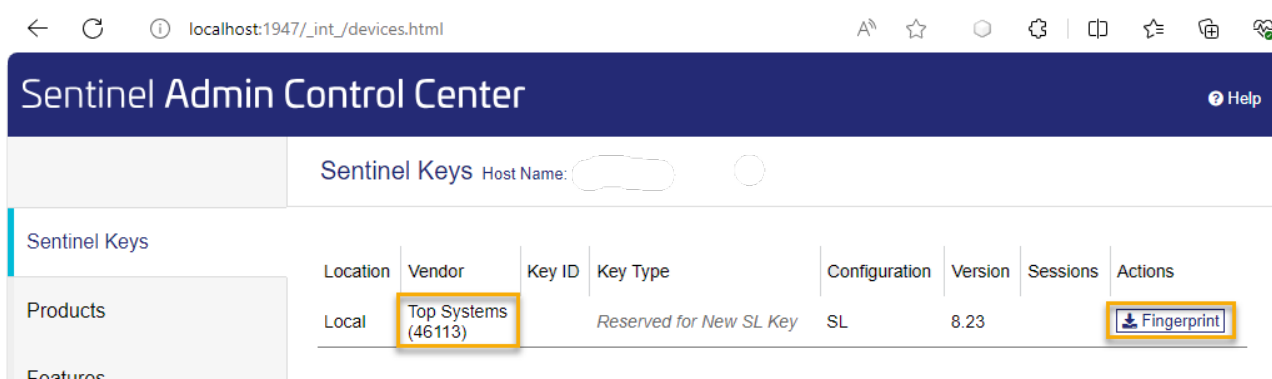 localhost:1947/_int_/devices.html
Sentinel Admin Control Center
Help
Sentinel Keys Host Name:
Sentinel Keys
Location Vendor Key ID Key Type Configuration Version Sessions Actions
Products
Local Top Systems (46113) Reserved for New SL Key SL 8.23 Fingerprint
Features